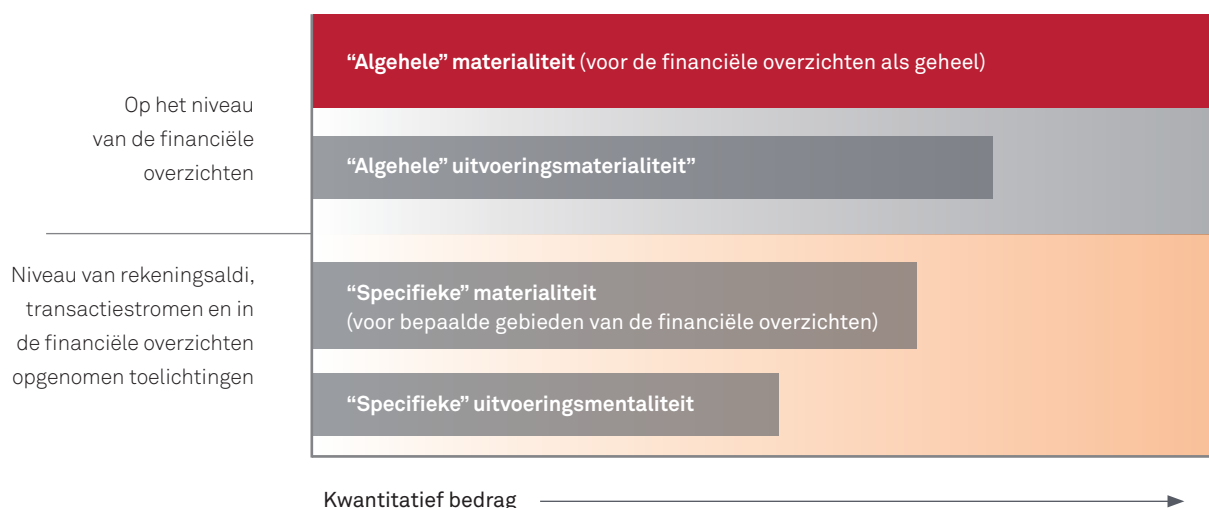 “Algehele” materialiteit (voor de financiële overzichten als geheel)
Op het niveau
van de financiële
overzichten
“Algehele” uitvoeringsmaterialiteit”
Niveau van rekeningsaldi,
transactiestromen en in
de financiële overzichten
opgenomen toelichtingen
“Specifieke” materialiteit
(voor bepaalde gebieden van de financiële overzichten)
“Specifieke” uitvoeringsmentaliteit
Kwantitatief bedrag